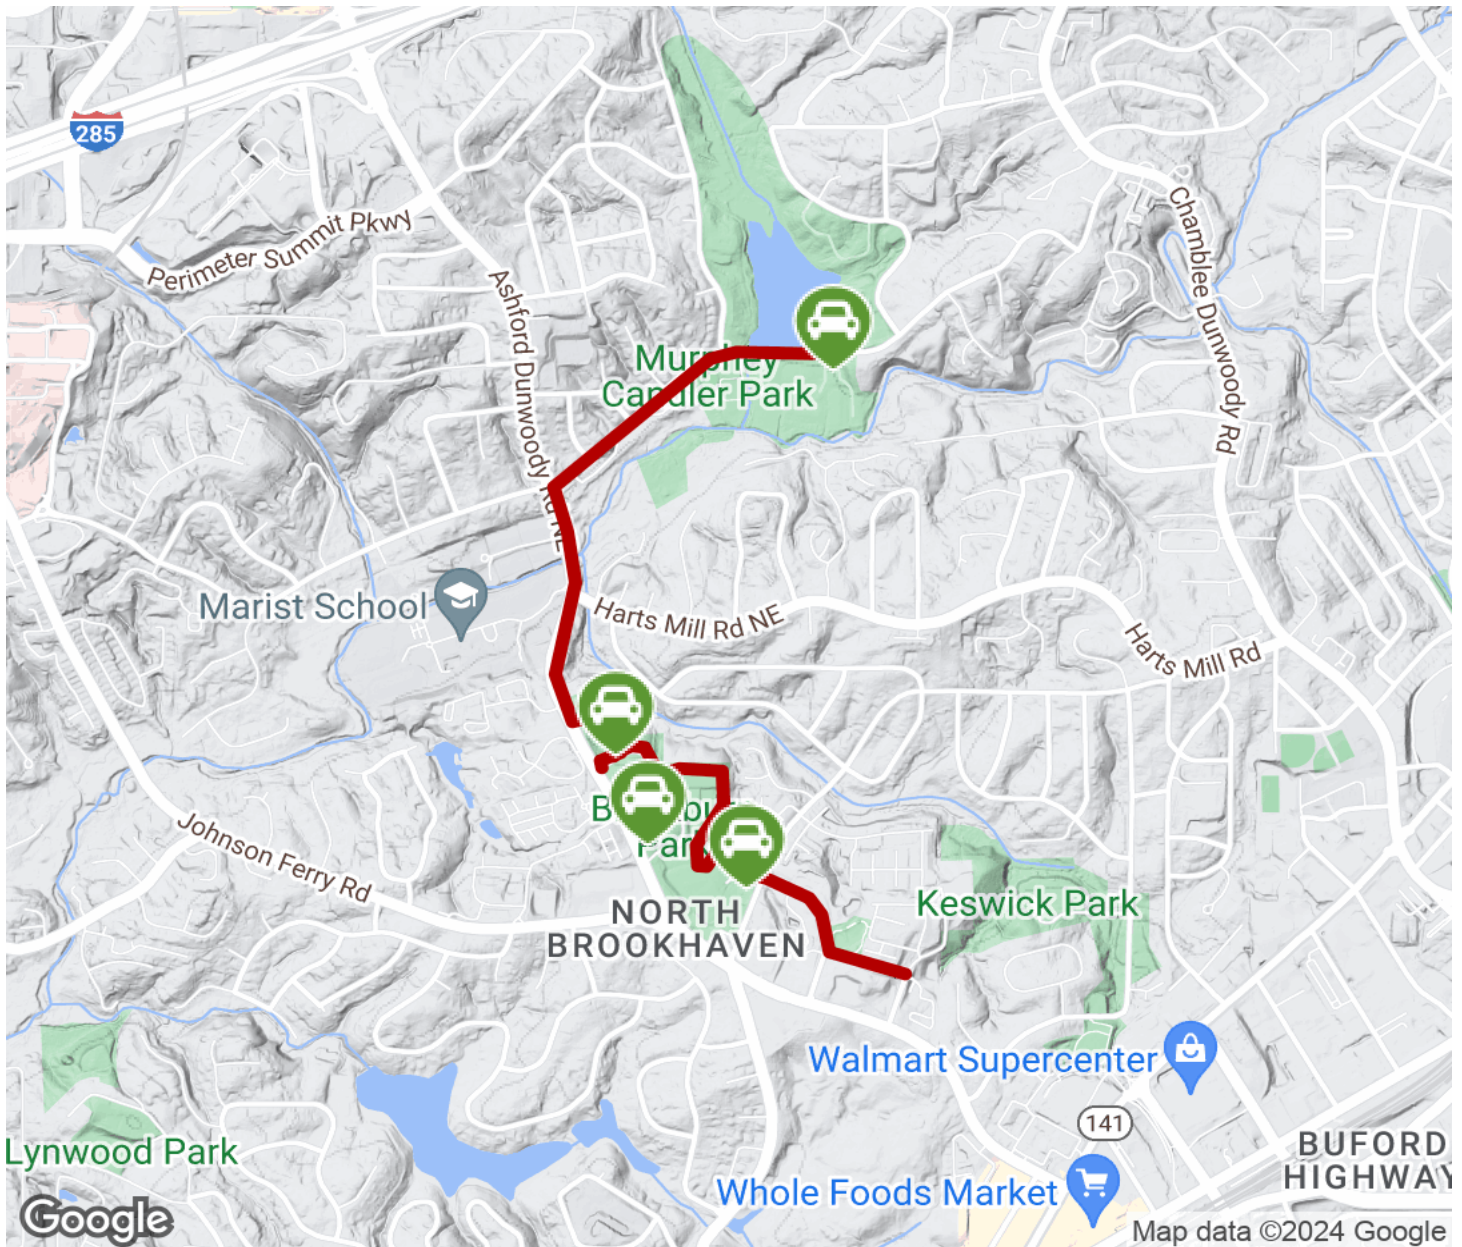 285
Perimeter Summit Pkwy
Ashford Dunwoody Rd NE
Chamblee Dunwoody Rd
Murphey
Candler Park
Marist School
Harts Mill Rd NE
Harts Mill Rd
Johnson Ferry Rd
Park
Keswick Park
NORTH
BROOKHAVEN
Walmart Supercenter
141
BUFORD
HIGHWAY
Lynwood Park
Whole Foods Market
Google
Map data ©2024 Google